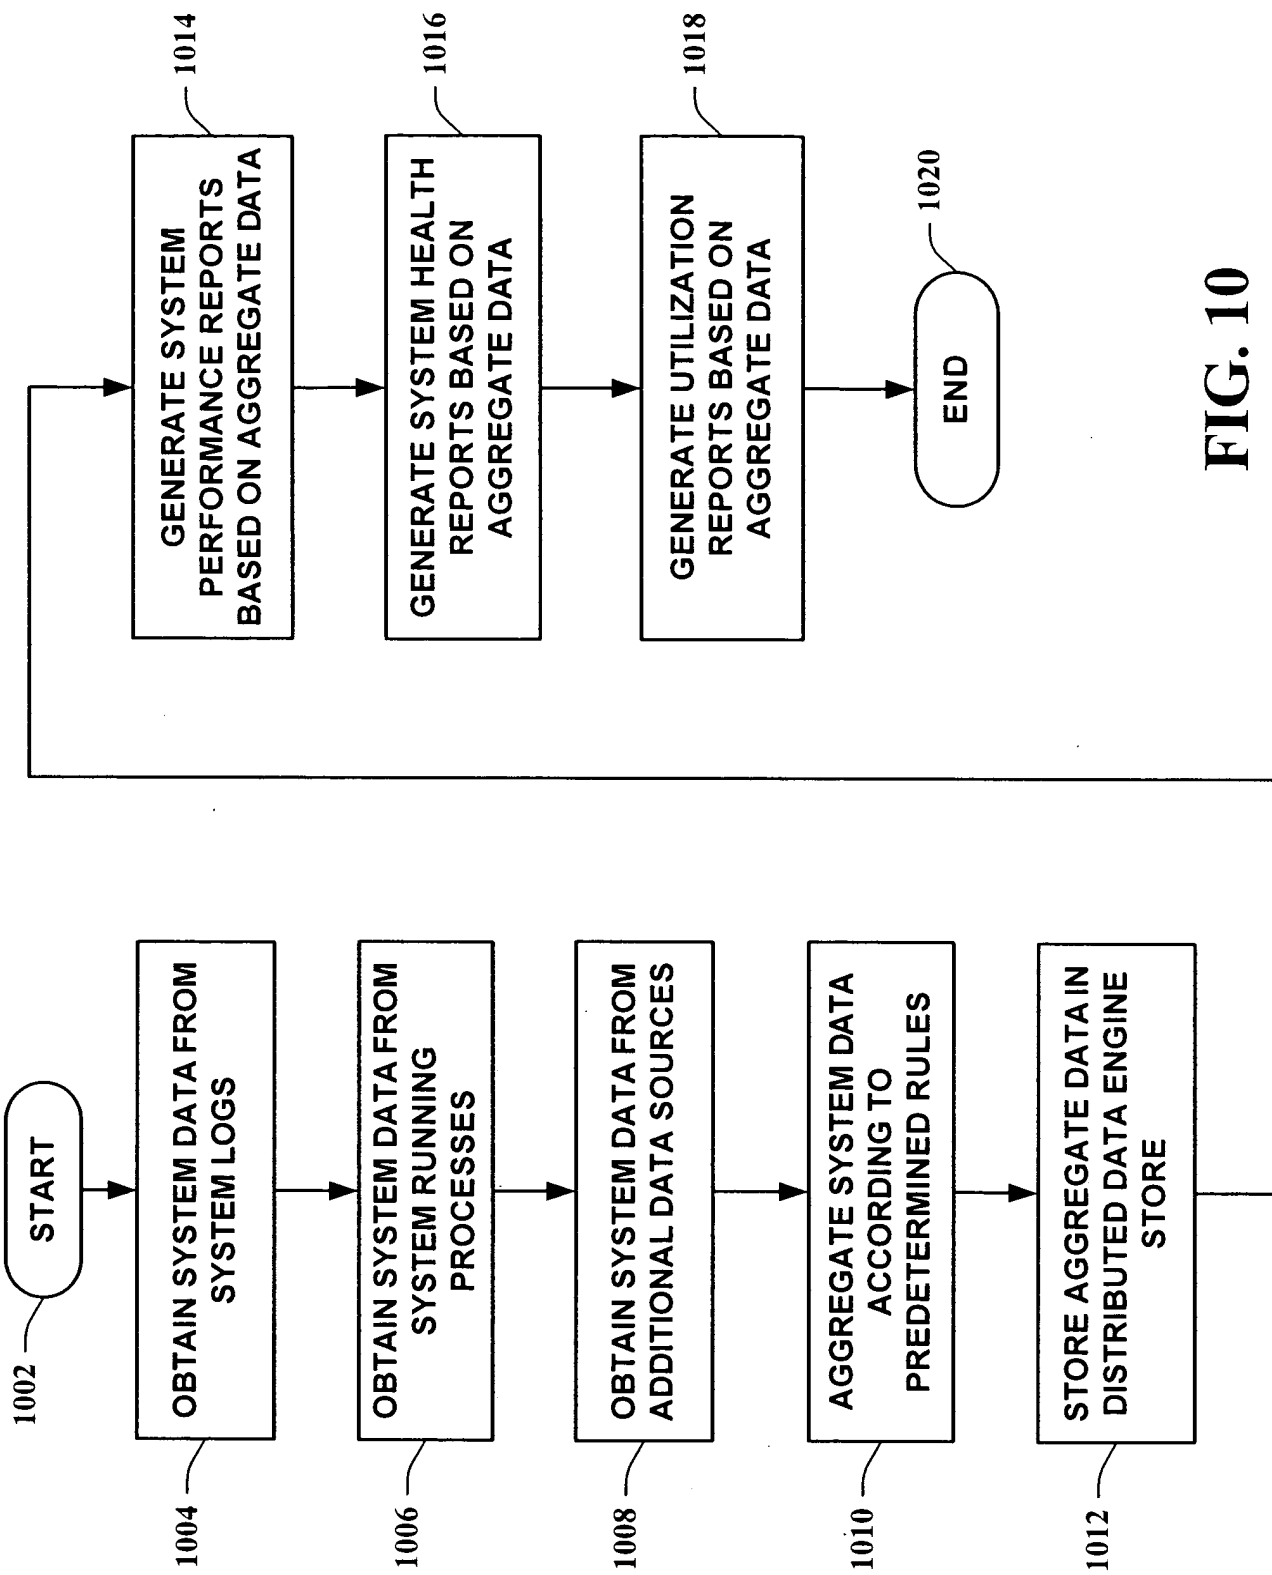 START
1002
OBTAIN SYSTEM DATA FROM
SYSTEM LOGS
1004
OBTAIN SYSTEM DATA FROM
SYSTEM RUNNING
PROCESSES
1006
OBTAIN SYSTEM DATA FROM
ADDITIONAL DATA SOURCES
1008
AGGREGATE SYSTEM DATA
ACCORDING TO
PREDETERMINED RULES
1010
STORE AGGREGATE DATA IN
DISTRIBUTED DATA ENGINE
STORE
1012
GENERATE SYSTEM
PERFORMANCE REPORTS
BASED ON AGGREGATE DATA
1014
GENERATE SYSTEM HEALTH
REPORTS BASED ON
AGGREGATE DATA
1016
GENERATE UTILIZATION
REPORTS BASED ON
AGGREGATE DATA
1018
END
1020
FIG. 10